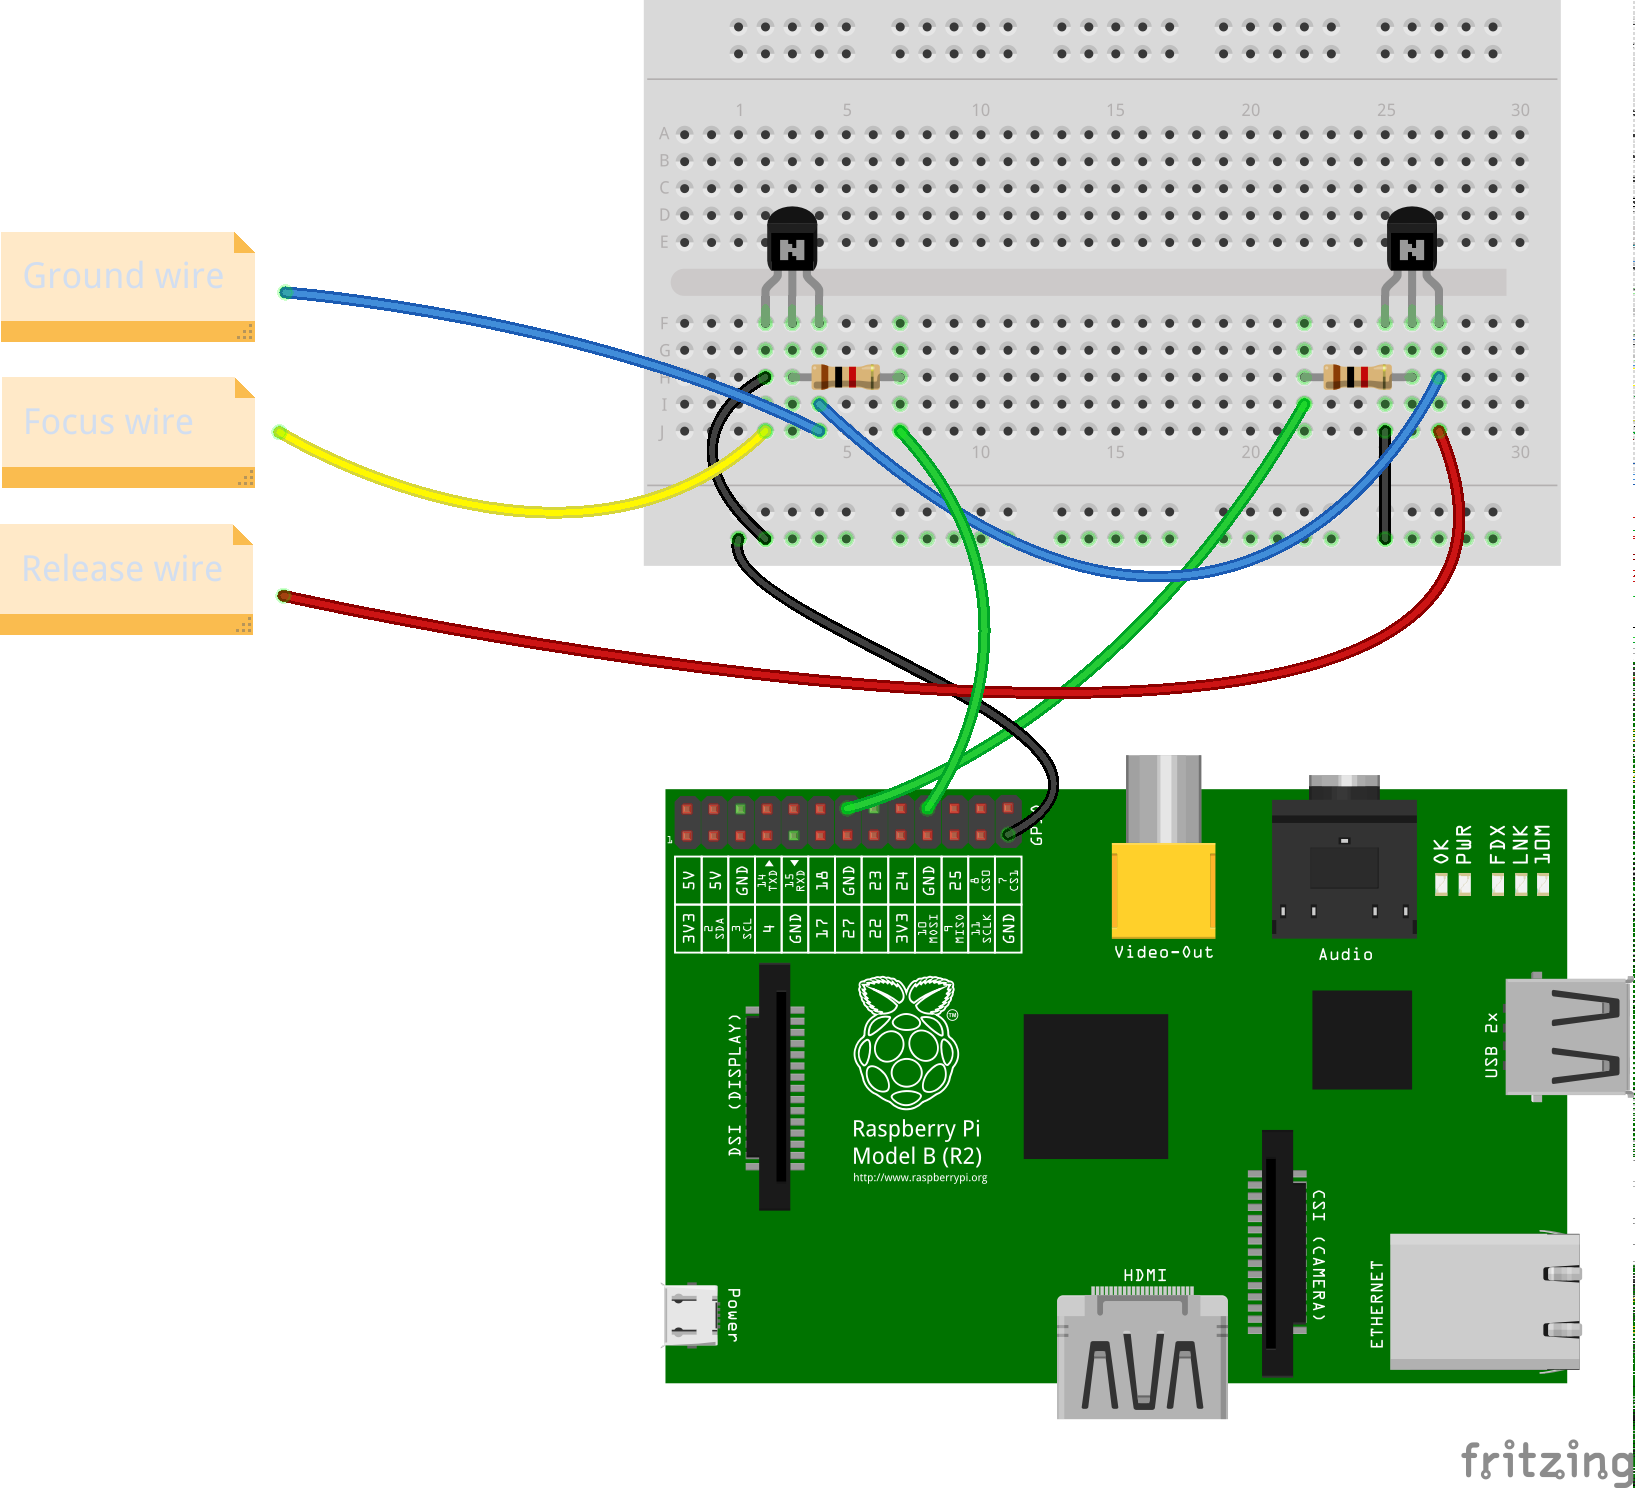 1 5 10 15 20 25 30
A
B
C
D
E
N N
Ground wire
F
G
H
Focus wire
I
J
5 10 15 20 30
Release wire
GPIO
1
5V 5V GND 14 TXD 15 RXD 18 GND 23 24 GND 25 8 CS0 7 CS1
3V3 2 SDA 3 SCL 4 GND 17 27 22 3V3 10 MOSI 9 MISO 11 SCLK GND
OK PWR FDX LNK 10M
Video-Out
Audio
DSI (DISPLAY)
TM
USB 2x
Raspberry Pi
Model B (R2)
http://www.raspberrypi.org
CSI (CAMERA)
HDMI
Power
ETHERNET
fritzing